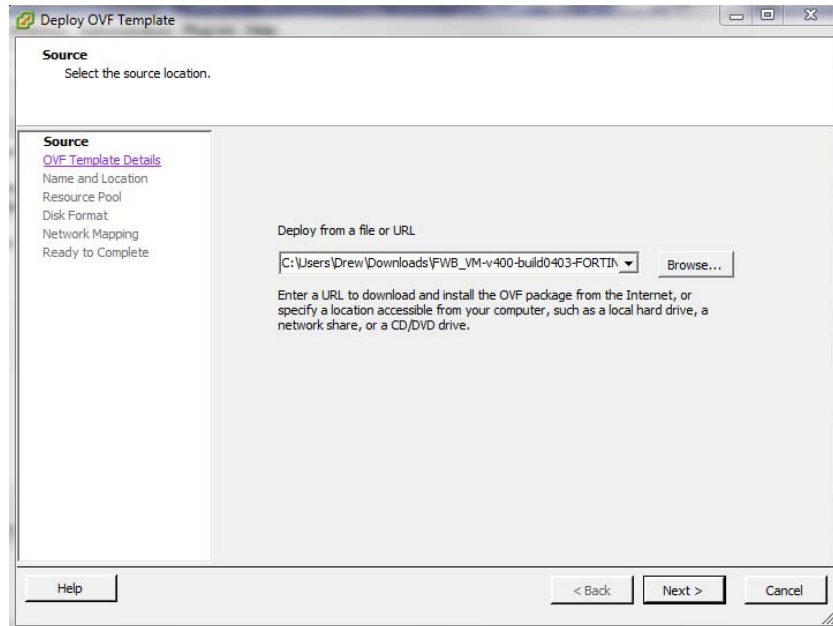 Deploy OVF Template
Source
Select the source location.
Source
OVF Template Details
Name and Location
Resource Pool
Disk Format
Network Mapping
Ready to Complete
Deploy from a file or URL
C:\Users\Drew\Downloads\FWB_VM-v400-build0403-FORTIN
Browse...
Enter a URL to download and install the OVF package from the Internet, or
specify a location accessible from your computer, such as a local hard drive, a
network share, or a CD/DVD drive.
Help
< Back
Next >
Cancel